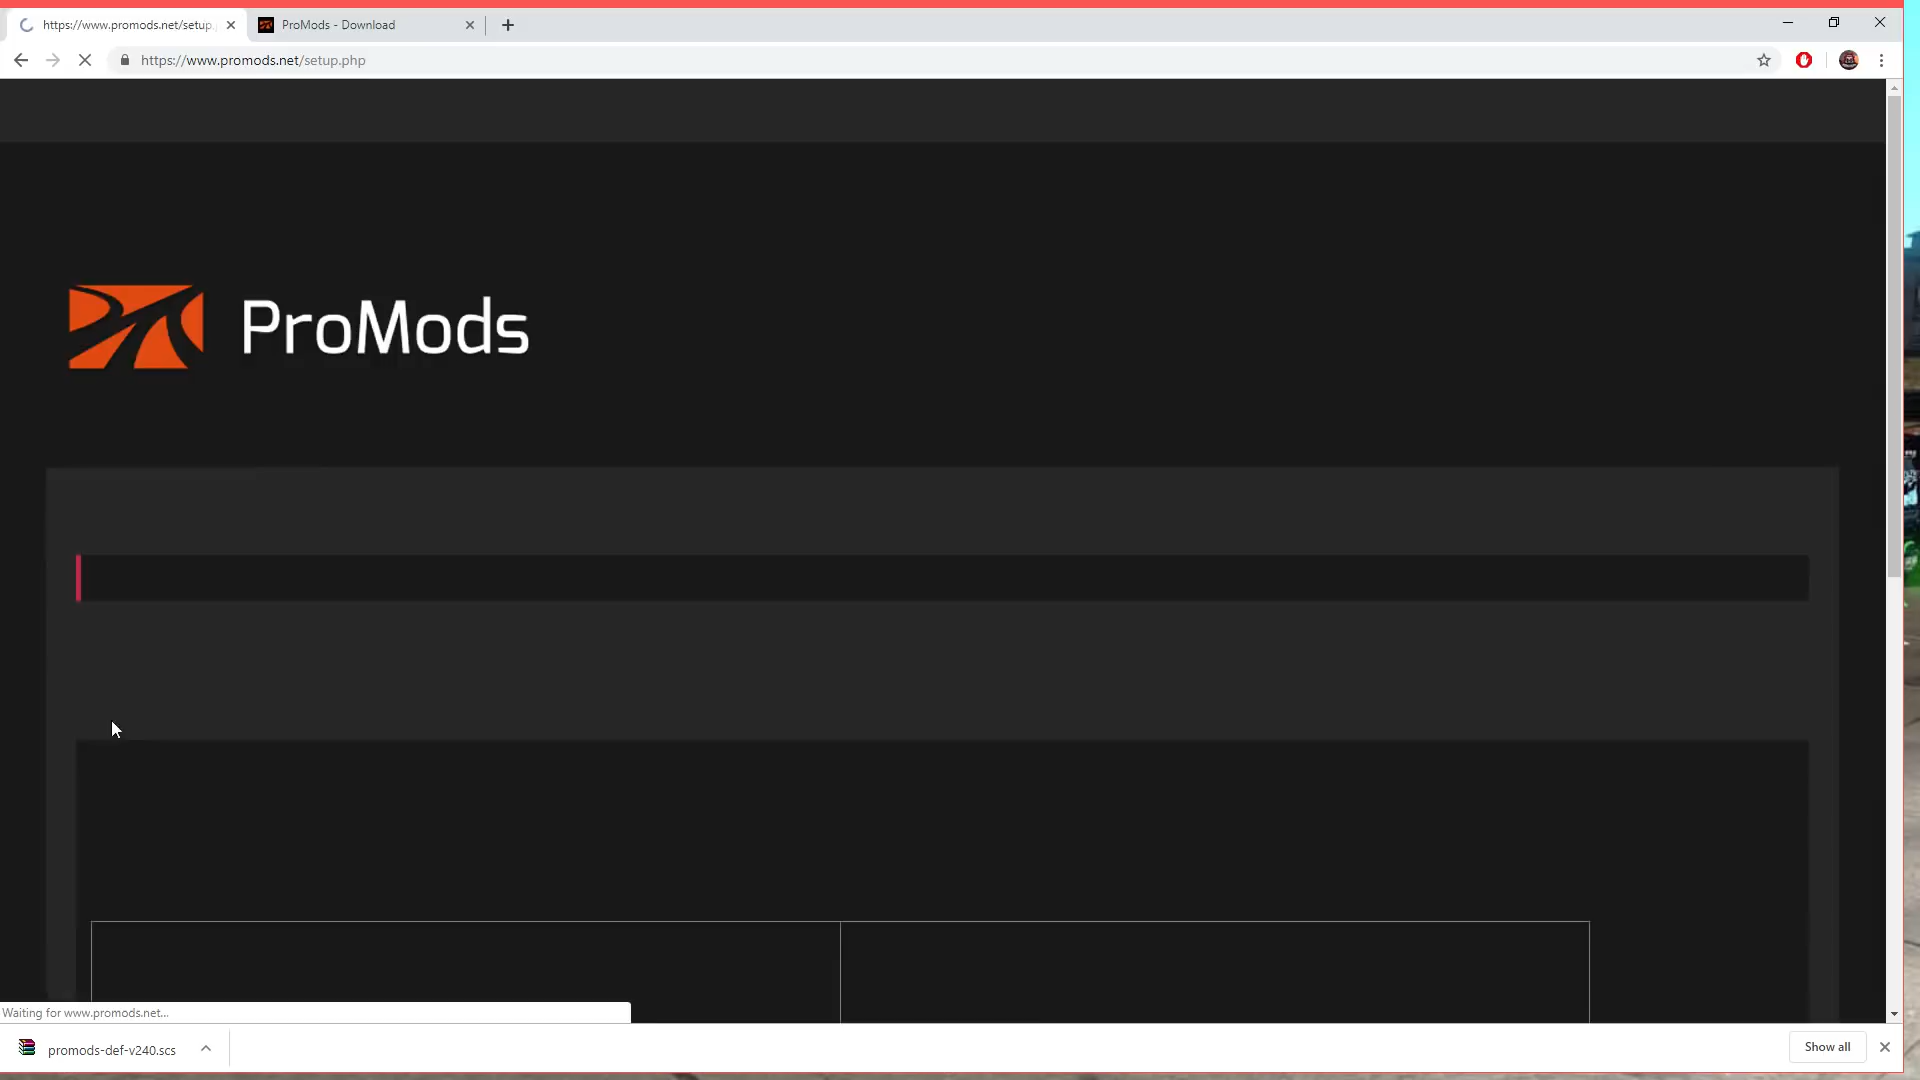 https://www.promods.net/setup.
ProMods - Download
https://www.promods.net/setup.php
ProMods
Waiting for www.promods.net...
promods-def-v240.scs
Show all